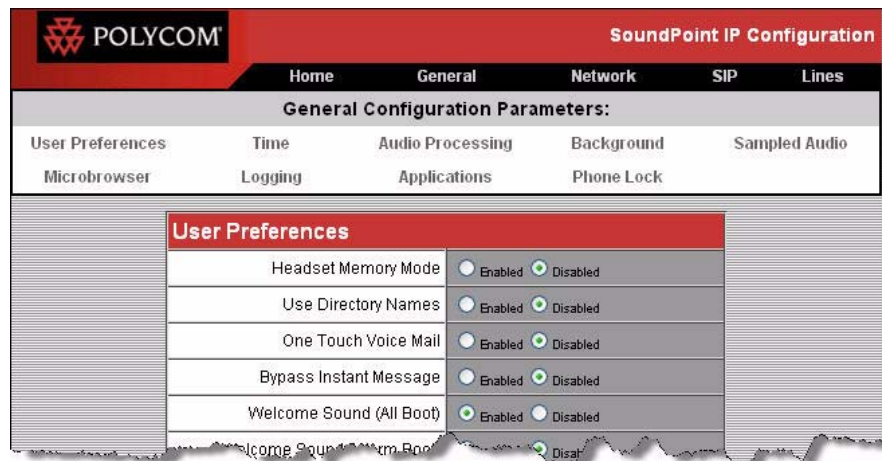 POLYCOM
SoundPoint IP Configuration
Home General Network SIP Lines
General Configuration Parameters:
User Preferences Time Audio Processing Background Sampled Audio
Microbrowser Logging Applications Phone Lock
User Preferences
Headset Memory Mode Enabled Disabled
Use Directory Names Enabled Disabled
One Touch Voice Mail Enabled Disabled
Bypass Instant Message Enabled Disabled
Welcome Sound (All Boot) Enabled Disabled
Sound